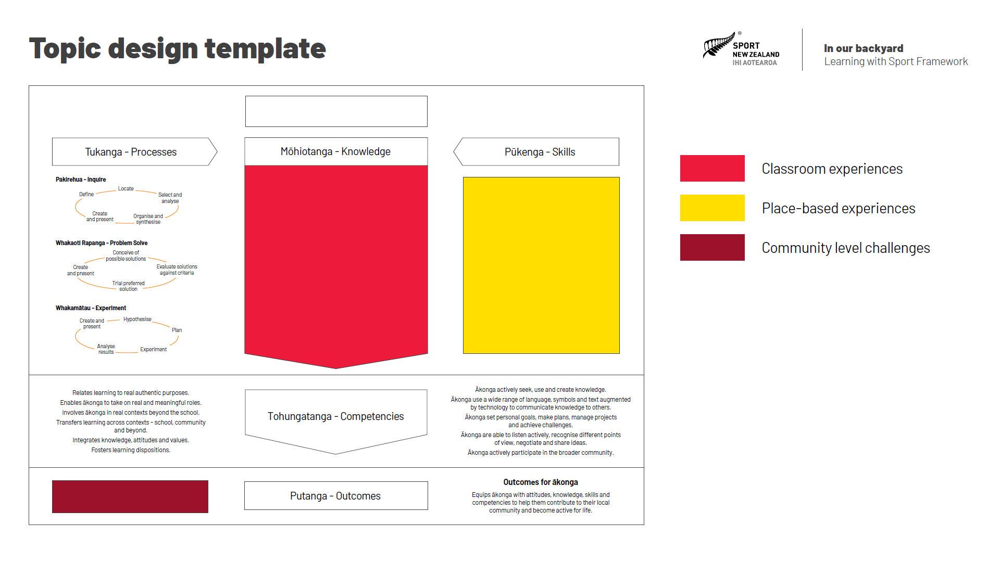 Topic design template
SPORT
NEW ZEALAND
IHI AOTEAROA
TM
In our backyard
Learning with Sport Framework
Tukanga - Processes
Mōhiotanga - Knowledge
Pūkenga - Skills
Pakirehua - Inquire
Locate
Define
Select and
analyse
Create
and present
Organise and
synthesise
Whakaoti Rapanga - Problem Solve
Conceive of
possible solutions
Create
and present
Evaluate solutions
against criteria
Trial preferred
solution
Whakamātau - Experiment
Create and
present
Hypothesise
Plan
Analyse
results
Experiment
Classroom experiences
Place-based experiences
Community level challenges
Relates learning to real authentic purposes.
Enables ākonga to take on real and meaningful roles.
Involves ākonga in real contexts beyond the school.
Transfers learning across contexts - school, community
and beyond.
Integrates knowledge, attitudes and values.
Fosters learning dispositions.
Tohungatanga - Competencies
Ākonga actively seek, use and create knowledge.
Ākonga use a wide range of language, symbols and text augmented
by technology to communicate knowledge to others.
Ākonga set personal goals, make plans, manage projects
and achieve challenges.
Ākonga are able to listen actively, recognise different points
of view, negotiate and share ideas.
Ākonga actively participate in the broader community.
Putanga - Outcomes
Outcomes for ākonga
Equips ākonga with attitudes, knowledge, skills and
competencies to help them contribute to their local
community and become active for life.